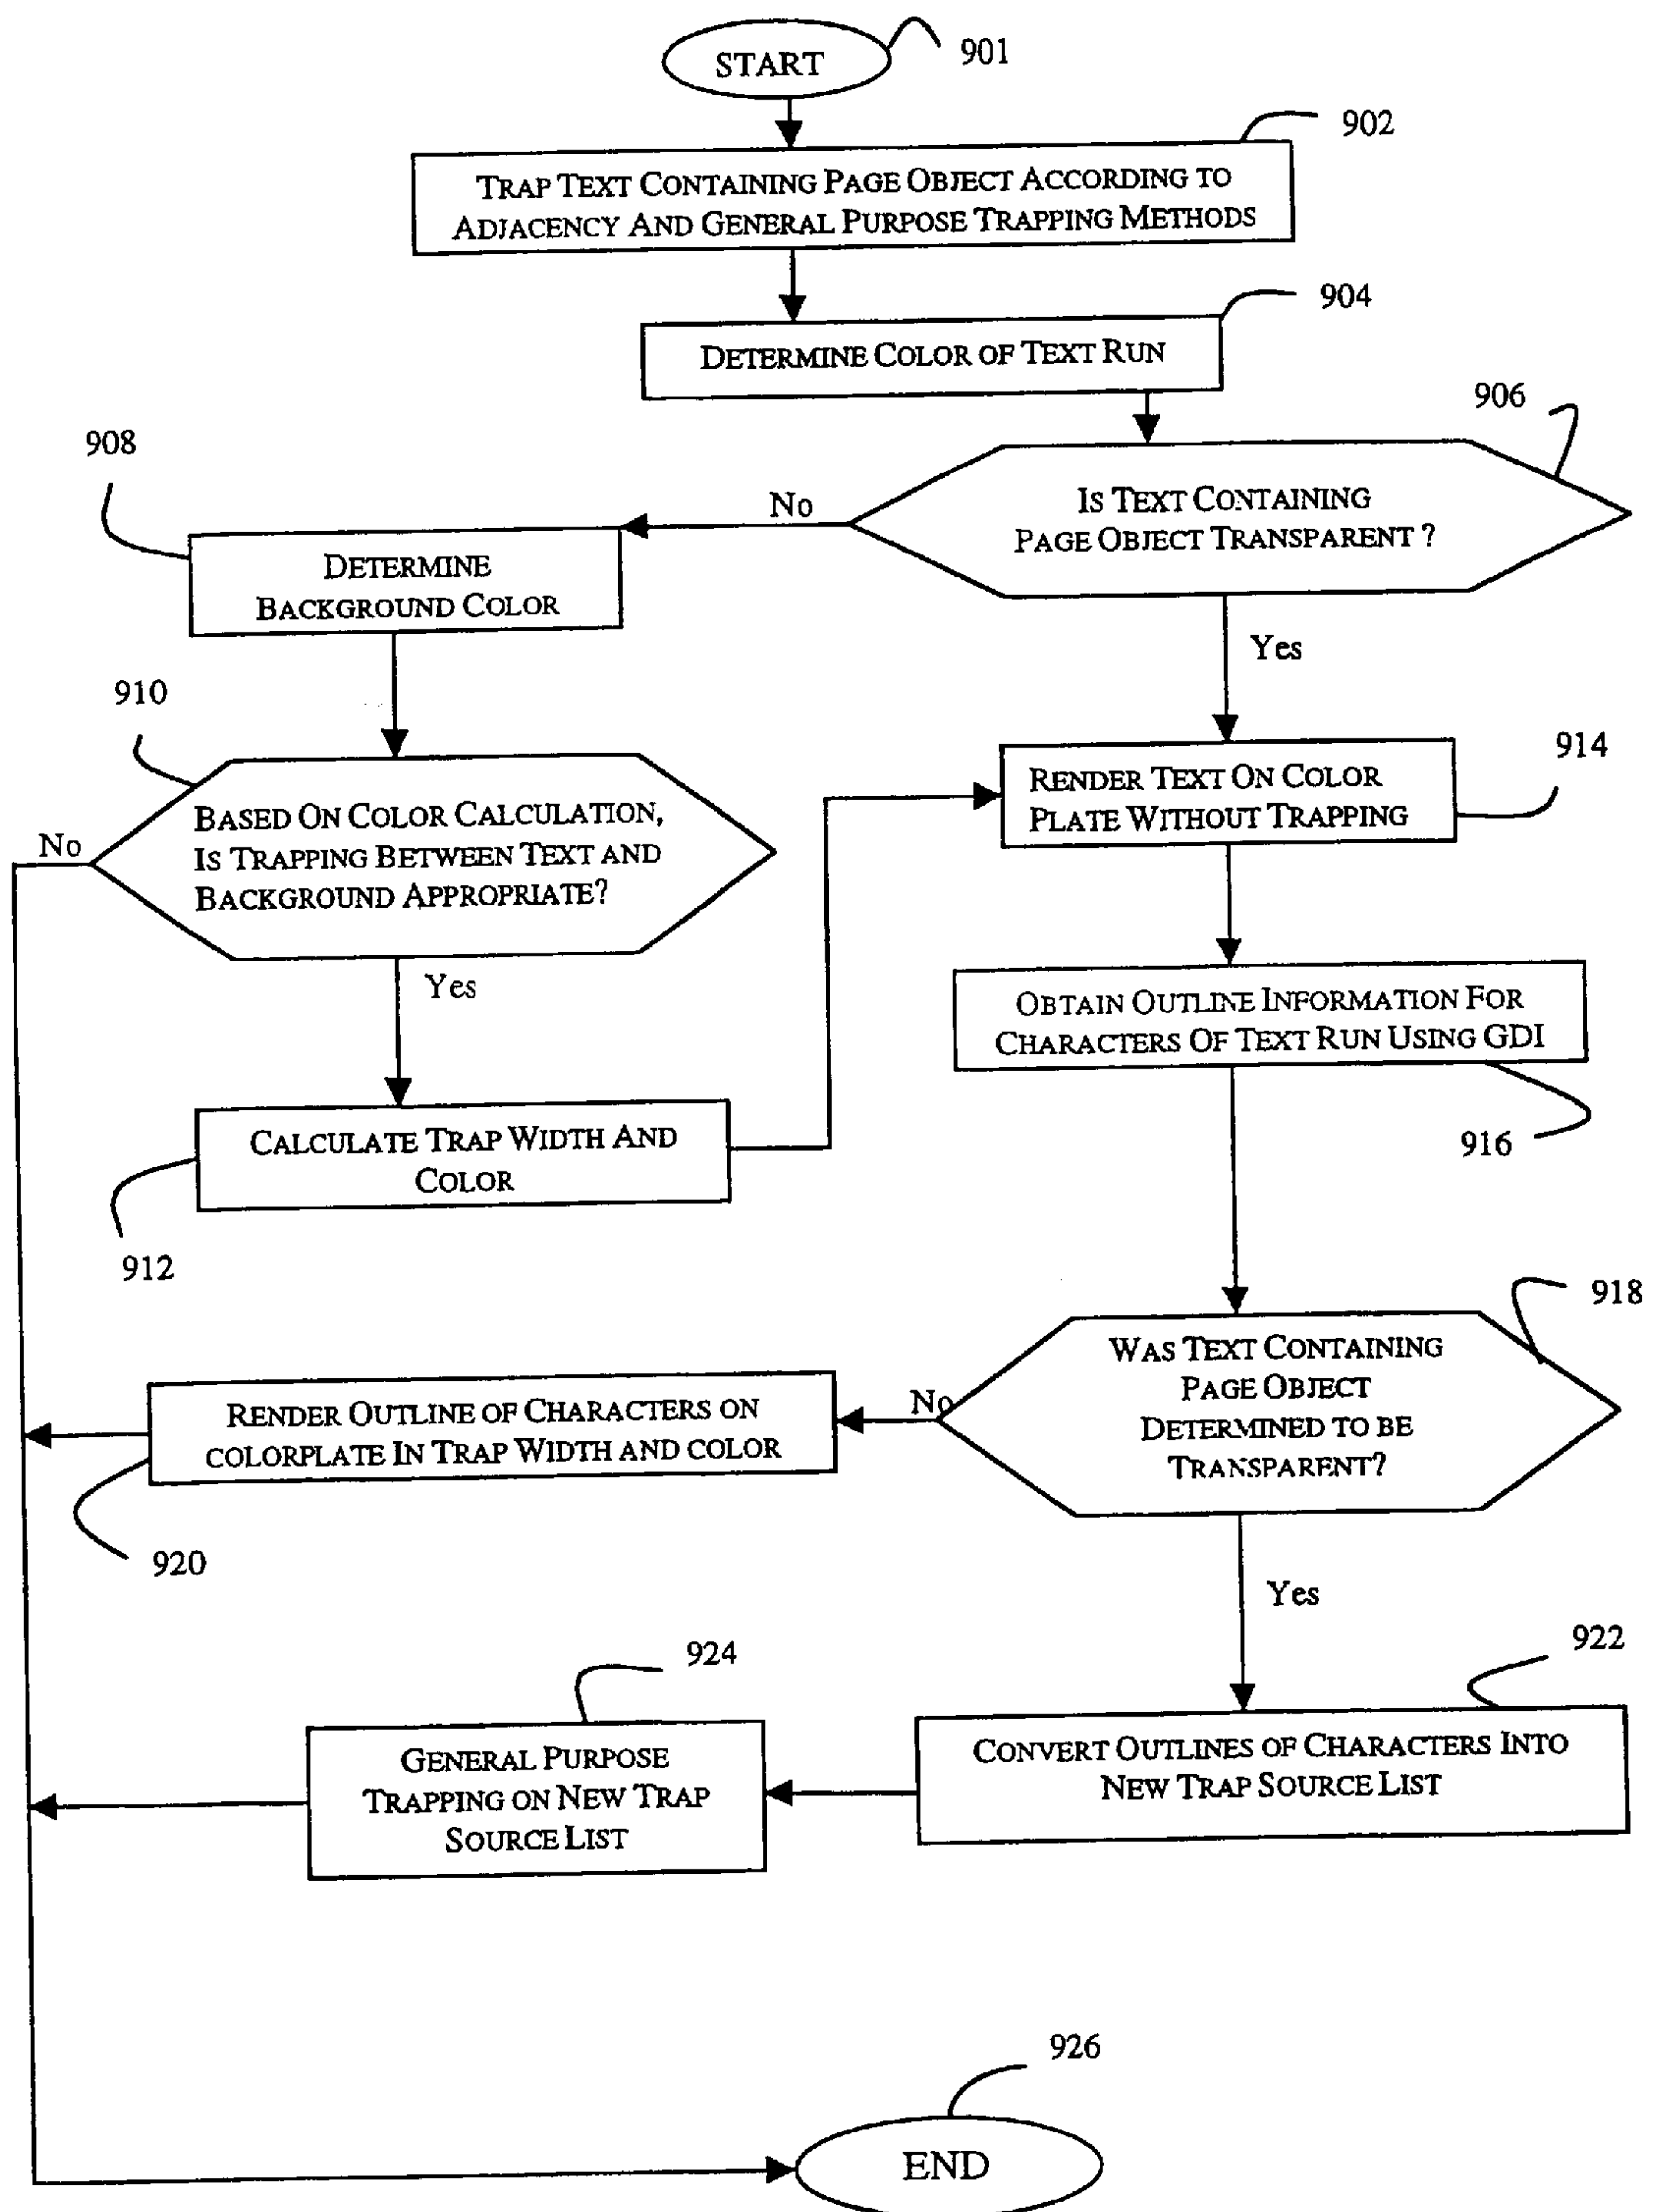 START
901
902
TRAP TEXT CONTAINING PAGE OBJECT ACCORDING TO
ADJACENCY AND GENERAL PURPOSE TRAPPING METHODS
904
DETERMINE COLOR OF TEXT RUN
906
908
No
IS TEXT CONTAINING
PAGE OBJECT TRANSPARENT ?
DETERMINE
BACKGROUND COLOR
Yes
910
914
RENDER TEXT ON COLOR
PLATE WITHOUT TRAPPING
No
BASED ON COLOR CALCULATION,
IS TRAPPING BETWEEN TEXT AND
BACKGROUND APPROPRIATE?
Yes
OBTAIN OUTLINE INFORMATION FOR
CHARACTERS OF TEXT RUN USING GDI
916
CALCULATE TRAP WIDTH AND
COLOR
912
918
WAS TEXT CONTAINING
PAGE OBJECT
DETERMINED TO BE
TRANSPARENT?
No
RENDER OUTLINE OF CHARACTERS ON
COLORPLATE IN TRAP WIDTH AND COLOR
920
Yes
922
924
CONVERT OUTLINES OF CHARACTERS INTO
NEW TRAP SOURCE LIST
GENERAL PURPOSE
TRAPPING ON NEW TRAP
SOURCE LIST
926
END